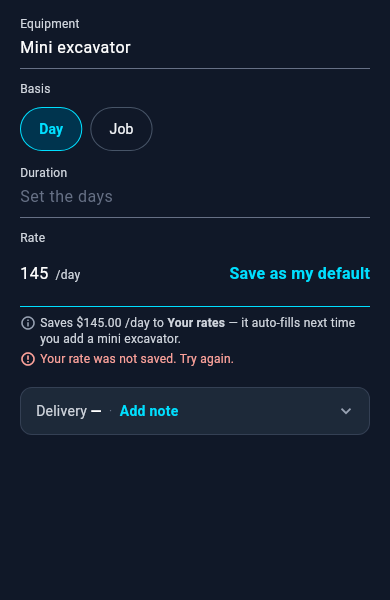 Equipment
Mini excavator
Basis
Day Job
Duration
Set the days
Rate
145 /day Save as my default
Saves $145.00 /day to Your rates — it auto-fills next time
you add a mini excavator.
Your rate was not saved. Try again.
Delivery — · Add note